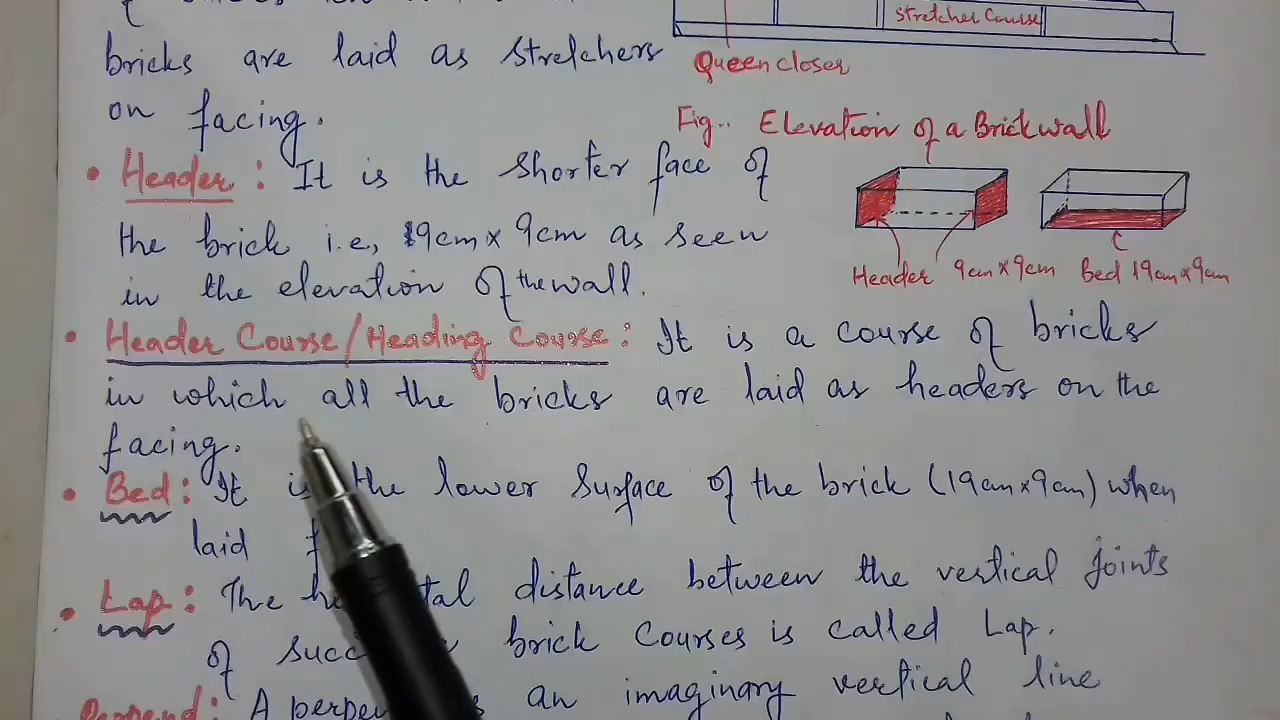 bricks are laid as stretchers
on facing.
Stretcher Course
Queen closer
Fig.. Elevation of a Brick wall
• Header: It is the shorter face of
the brick i.e., 9cm x 9cm as seen
in the elevation of the wall.
Header 9cm x 9cm Bed 19cm x 9cm
• Header Course/Heading Course: It is a course of bricks
in which all the bricks are laid as headers on the
facing.
• Bed: It is the lower surface of the brick (19cm x 9cm) when
laid
• Lap: The distance between the vertical joints
of brick Courses is called Lap.
Perpend: A an imaginary vertical line